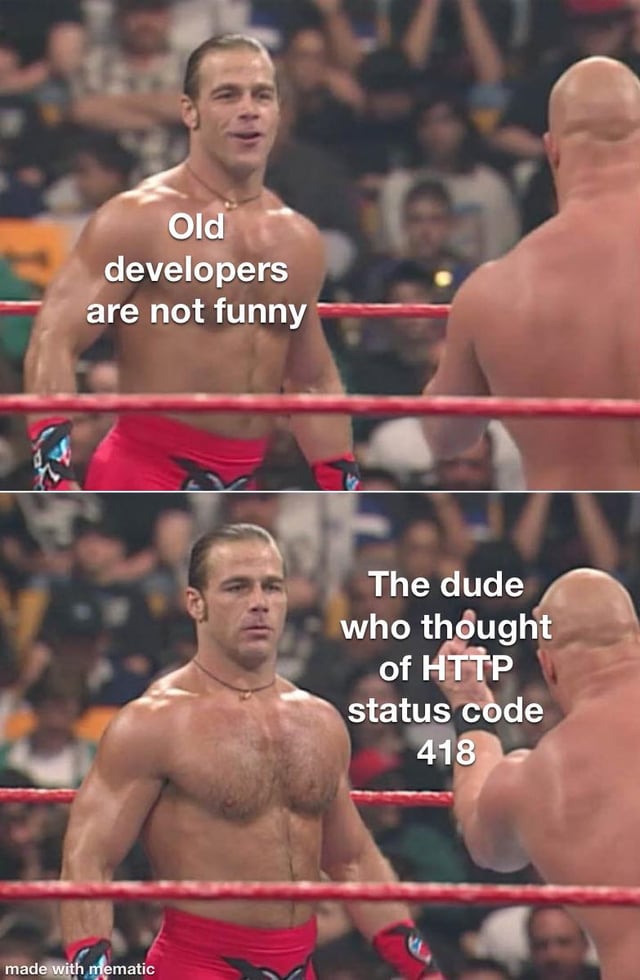 Old
developers
are not funny
The dude
who thought
of HTTP
status code
418
made with mematic